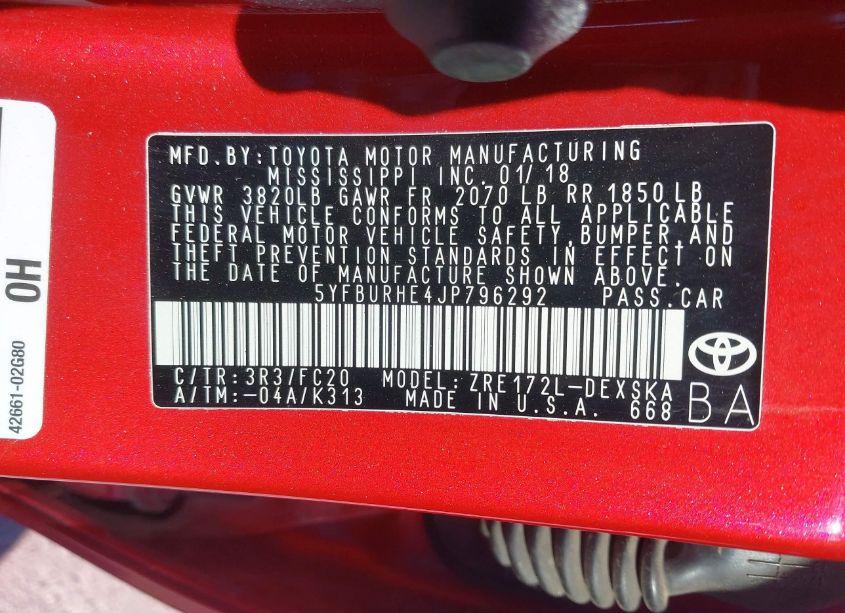 MFD.BY:TOYOTA MOTOR MANUFACTURING
MISSISSIPPI INC.01/18
GVWR 3820LB GAWR FR 2070 LB RR 1850 LB
THIS VEHICLE CONFORMS TO ALL APPLICABLE
FEDERAL MOTOR VEHICLE SAFETY,BUMPER,AND
THEFT PREVENTION STANDARDS IN EFFECT ON
THE DATE OF MANUFACTURE SHOWN ABOVE.
5YFBURHE4JP796292 PASS.CAR
C/TR:3R3/FC20 MODEL:ZRE172L-DEXSKA
A/TM:-04A/K313 MADE IN U.S.A. 668
BA
OH
42661-02G80